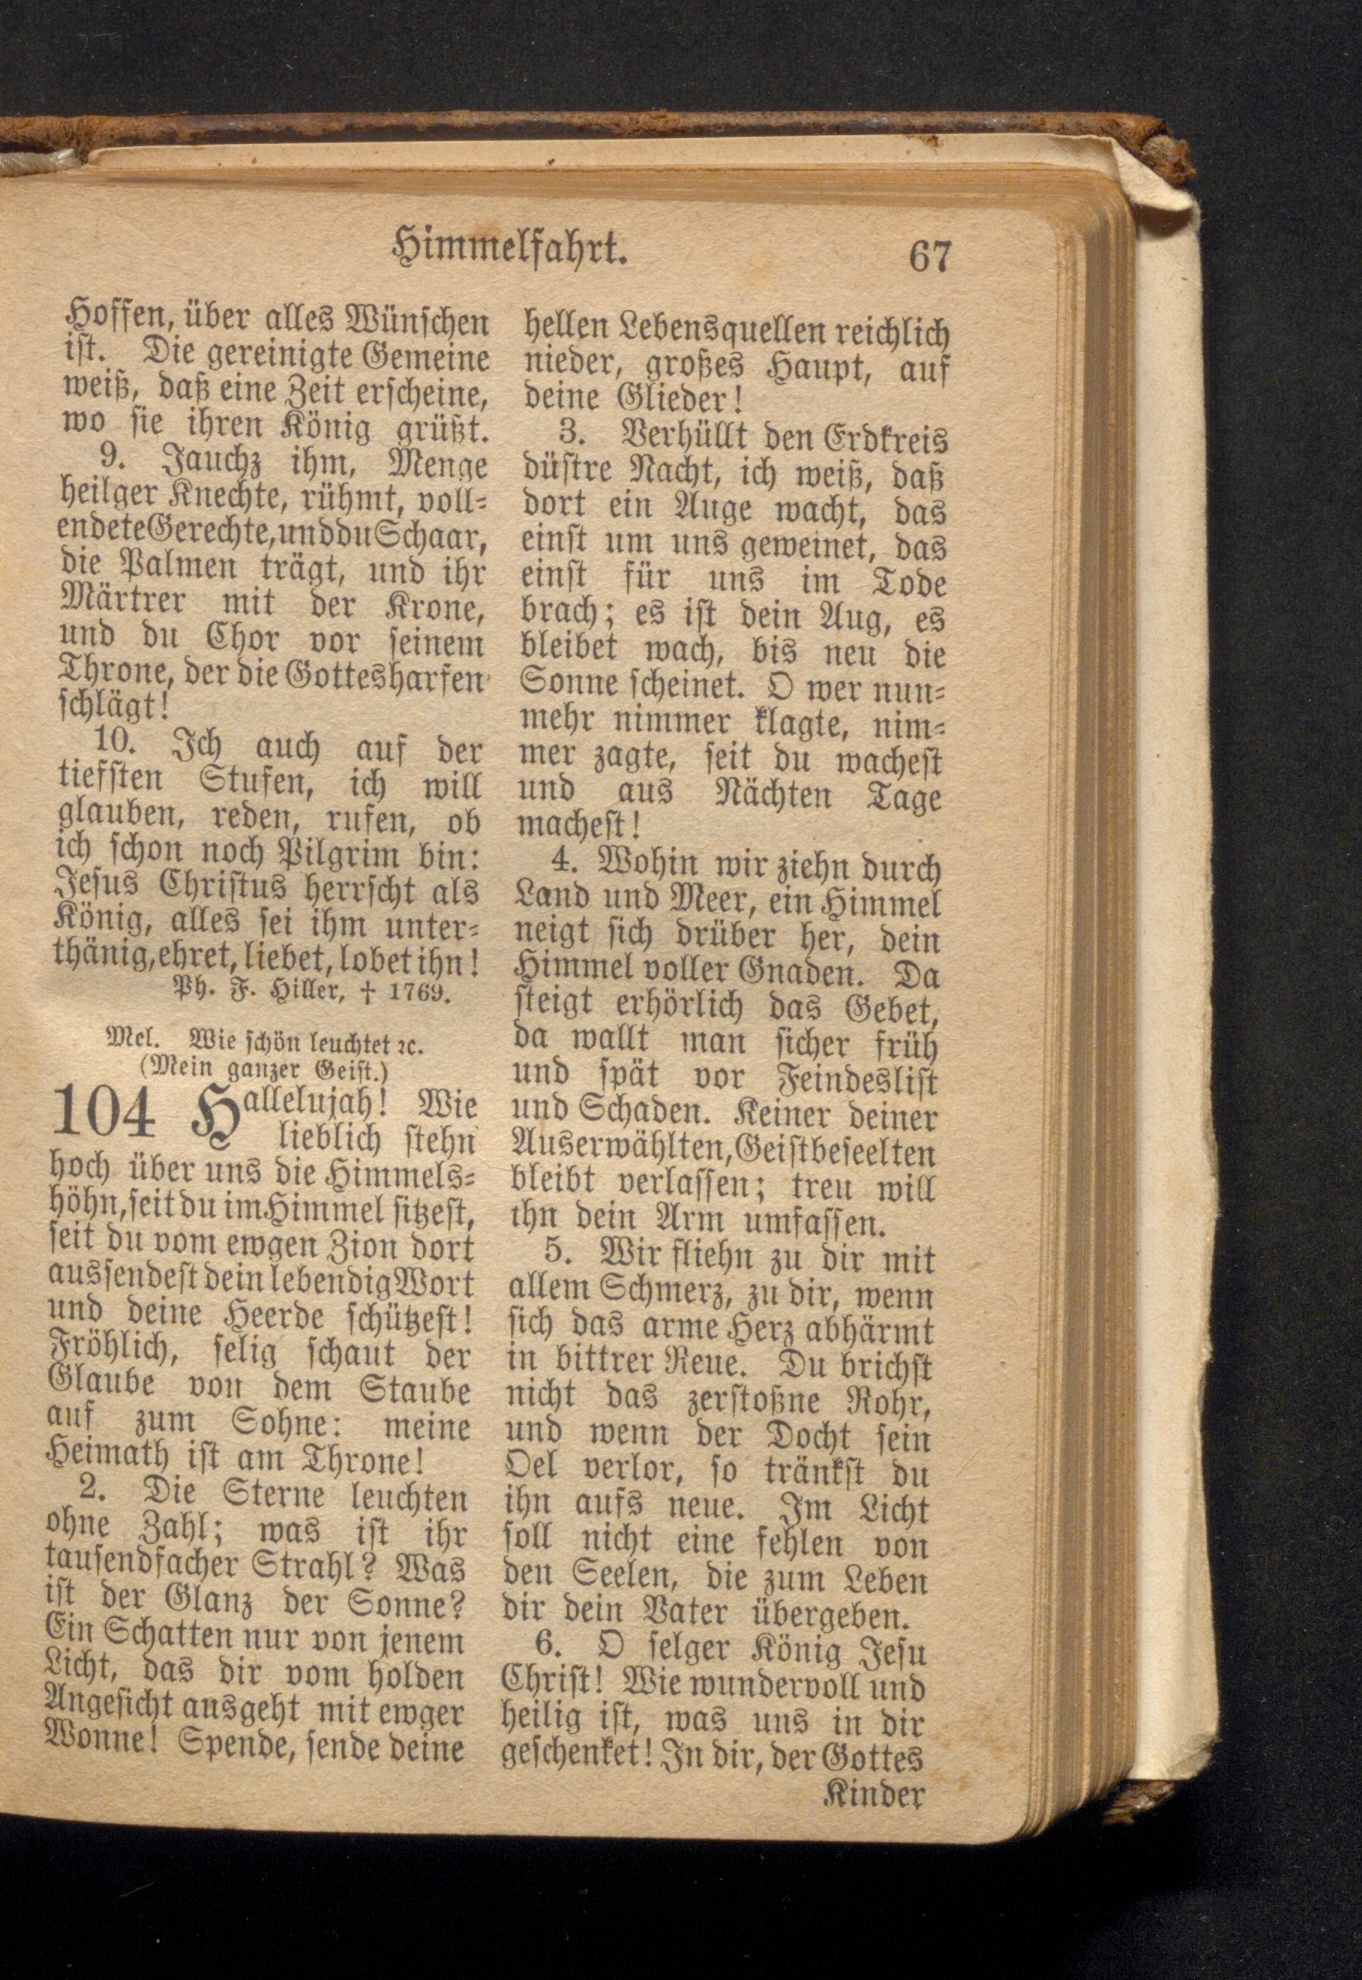 Himmelfahrt.
67
Hoffen, über alles Wünschen
ist. Die gereinigte Gemeine
weiß, daß eine Zeit erscheine,
wo sie ihren König grüßt.
9. Jauchz ihm, Menge
heilger Knechte, rühmt, voll-
endete Gerechte, und du Schaar,
die Palmen trägt, und ihr
Märtrer mit der Krone,
und du Chor vor seinem
Throne, der die Gottesharfen
schlägt!
10. Ich auch auf der
tiefsten Stufen, ich will
glauben, reden, rufen, ob
ich schon noch Pilgrim bin:
Jesus Christus herrscht als
König, alles sei ihm unter-
thänig, ehret, liebet, lobet ihn!
Ph. F. Hiller, † 1769.
Mel. Wie schön leuchtet ꝛc.
(Mein ganzer Geist.)
104 Hallelujah! Wie
lieblich stehn
hoch über uns die Himmels-
höhn, seit du im Himmel sitzest,
seit du vom ewgen Zion dort
aussendest dein lebendig Wort
und deine Heerde schützest!
Fröhlich, selig schaut der
Glaube von dem Staube
auf zum Sohne: meine
Heimath ist am Throne!
2. Die Sterne leuchten
ohne Zahl; was ist ihr
tausendfacher Strahl? Was
ist der Glanz der Sonne?
Ein Schatten nur von jenem
Licht, das dir vom holden
Angesicht ausgeht mit ewger
Wonne! Spende, sende deine
hellen Lebensquellen reichlich
nieder, großes Haupt, auf
deine Glieder!
3. Verhüllt den Erdkreis
düstre Nacht, ich weiß, daß
dort ein Auge wacht, das
einst um uns geweinet, das
einst für uns im Tode
brach; es ist dein Aug, es
bleibet wach, bis neu die
Sonne scheinet. O wer nun-
mehr nimmer klagte, nim-
mer zagte, seit du wachest
und aus Nächten Tage
machest!
4. Wohin wir ziehn durch
Land und Meer, ein Himmel
neigt sich drüber her, dein
Himmel voller Gnaden. Da
steigt erhörlich das Gebet,
da wallt man sicher früh
und spät vor Feindeslist
und Schaden. Keiner deiner
Auserwählten, Geistbeseelten
bleibt verlassen; treu will
ihn dein Arm umfassen.
5. Wir fliehn zu dir mit
allem Schmerz, zu dir, wenn
sich das arme Herz abhärmt
in bittrer Reue. Du brichst
nicht das zerstoßne Rohr,
und wenn der Docht sein
Oel verlor, so tränkst du
ihn aufs neue. Im Licht
soll nicht eine fehlen von
den Seelen, die zum Leben
dir dein Vater übergeben.
6. O selger König Jesu
Christ! Wie wundervoll und
heilig ist, was uns in dir
geschenket! In dir, der Gottes
Kinder